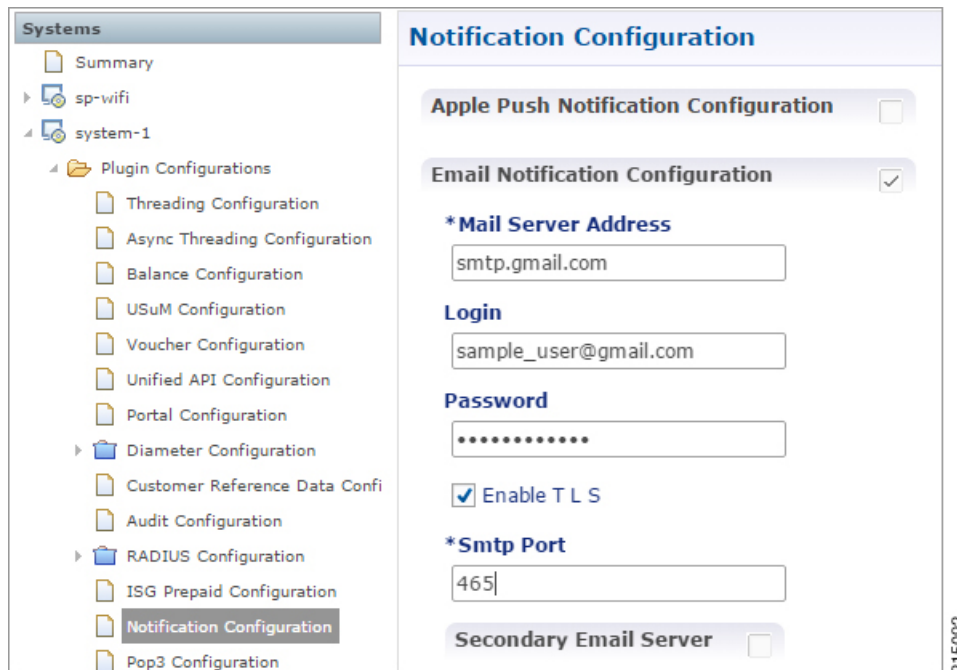 Systems
Summary
sp-wifi
system-1
Plugin Configurations
Threading Configuration
Async Threading Configuration
Balance Configuration
USuM Configuration
Voucher Configuration
Unified API Configuration
Portal Configuration
Diameter Configuration
Customer Reference Data Confi
Audit Configuration
RADIUS Configuration
ISG Prepaid Configuration
Notification Configuration
Pop3 Configuration
Notification Configuration
Apple Push Notification Configuration
Email Notification Configuration
*Mail Server Address
smtp.gmail.com
Login
sample_user@gmail.com
Password
••••••••••••
Enable T L S
*Smtp Port
465
Secondary Email Server